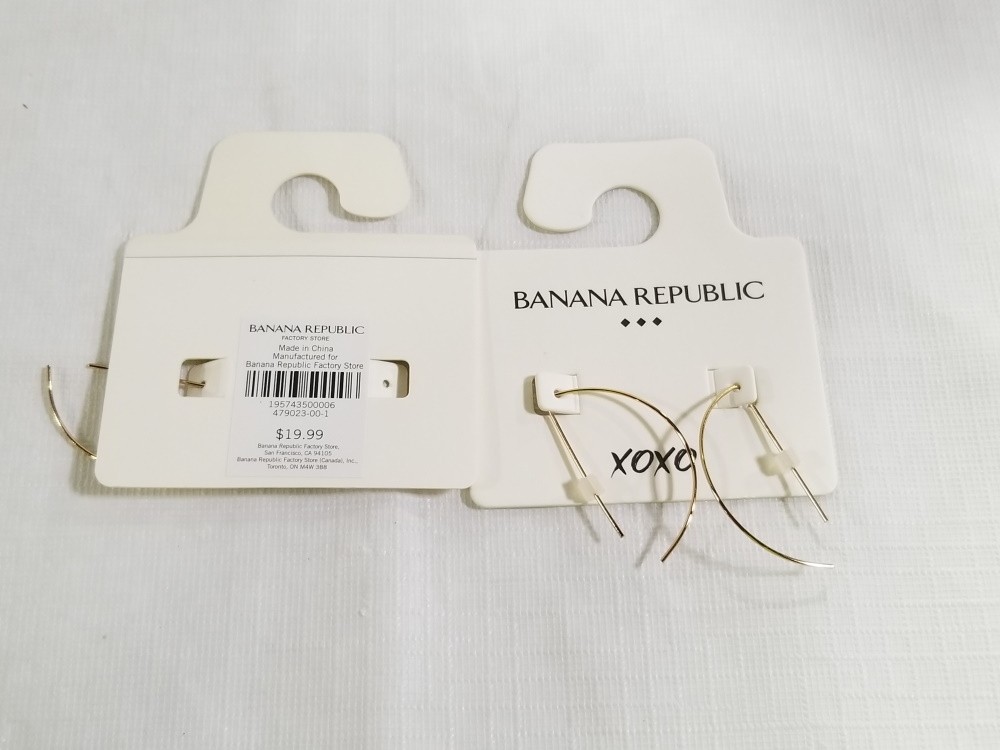 BANANA REPUBLIC
FACTORY STORE
Made in China
Manufactured for
Banana Republic Factory Store
195743500006
479023-00-1
$19.99
Banana Republic Factory Store,
San Francisco, CA 94105
Banana Republic Factory Store (Canada), Inc.,
Toronto, ON M4W 3B8
BANANA REPUBLIC
XOXO